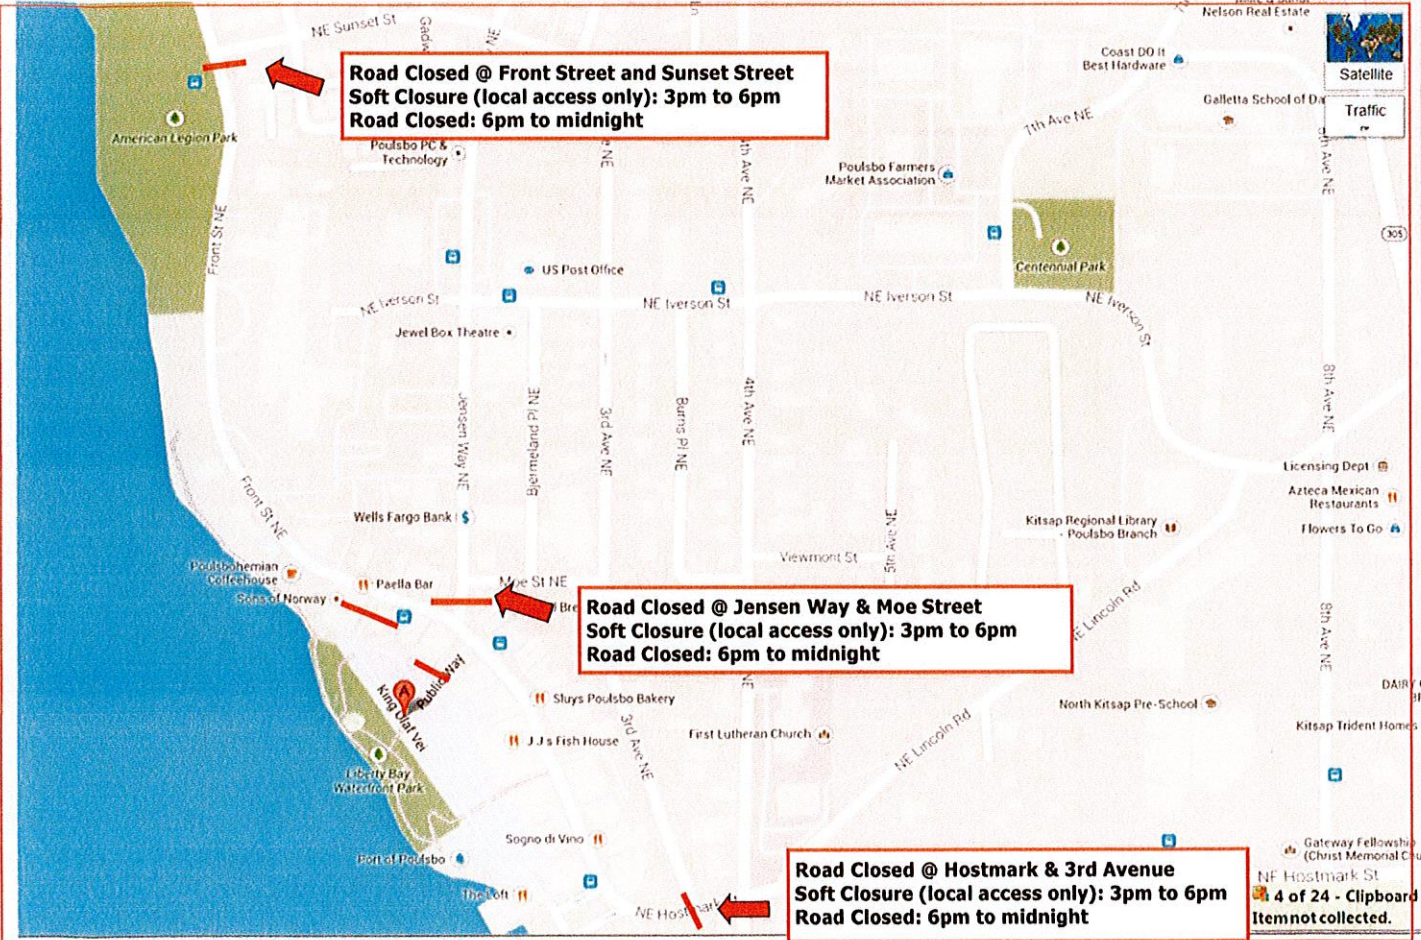 NE Sunset St
Nelson Real Estate
Coast DO It
Best Hardware
Satellite
Traffic
Galletta School of
7th Ave NE
Road Closed @ Front Street and Sunset Street
Soft Closure (local access only): 3pm to 6pm
Road Closed: 6pm to midnight
American Legion Park
Poulsbo PC &
Technology
Poulsbo Farmers
Market Association
Front St NE
305
Centennial Park
US Post Office
NE Iverson St
NE Iverson St
NE Iverson St
NE Iverson St
Jewel Box Theatre
Jensen Way NE
Bjermeland Pl NE
3rd Ave NE
Burns Pl NE
4th Ave NE
8th Ave NE
Licensing Dept
Azteca Mexican
Restaurants
Flowers To Go
Front St NE
Wells Fargo Bank
Kitsap Regional Library
- Poulsbo Branch
5th Ave NE
Viewmont St
Poulsbohemian
Coffeehouse
Paella Bar
Moe St NE
Sons of Norway
Road Closed @ Jensen Way & Moe Street
Soft Closure (local access only): 3pm to 6pm
Road Closed: 6pm to midnight
NE Lincoln Rd
8th Ave NE
Public Way
King Olaf Vei
A
Sluys Poulsbo Bakery
North Kitsap Pre-School
Kitsap Trident Homes
J.J's Fish House
3rd Ave NE
First Lutheran Church
NE Lincoln Rd
Liberty Bay
Waterfront Park
Sogno di Vino
Port of Poulsbo
The Loft
Gateway Fellowship
(Christ Memorial
Road Closed @ Hostmark & 3rd Avenue
Soft Closure (local access only): 3pm to 6pm
Road Closed: 6pm to midnight
NE Hostmark St
4 of 24 - Clipboard
Item not collected.